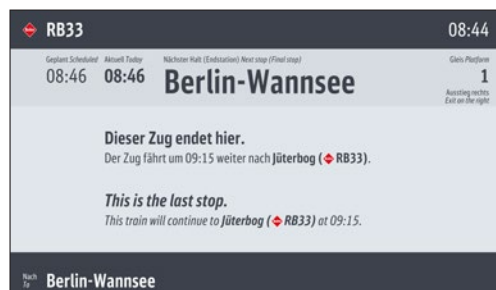 RB33 08:44
Geplant Scheduled Aktuell Today Nächster Halt (Endstation) Next stop (Final stop) Gleis Platform
08:46 08:46 Berlin-Wannsee 1
Ausstieg rechts
Exit on the right
Dieser Zug endet hier.
Der Zug fährt um 09:15 weiter nach Jüterbog (RB33).
This is the last stop.
This train will continue to Jüterbog (RB33) at 09:15.
Nach
To
Berlin-Wannsee